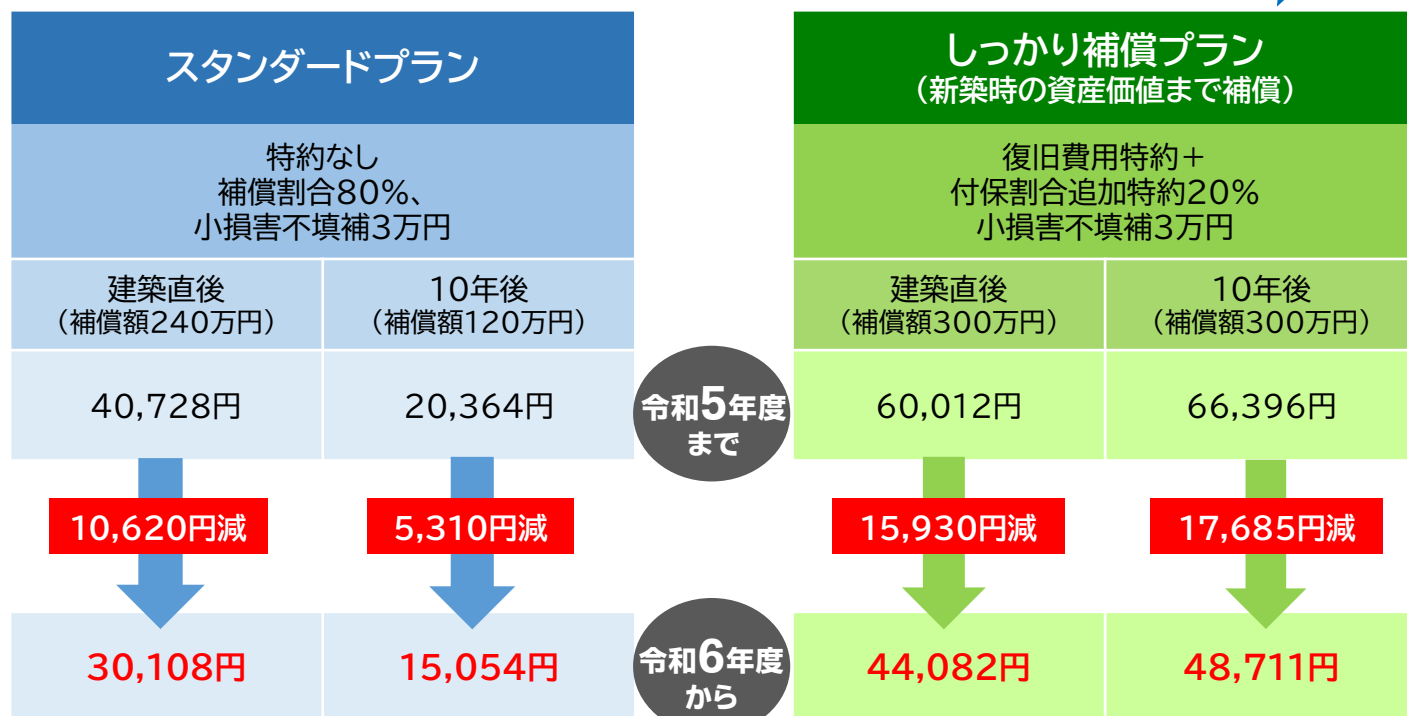 スタンダードプラン
特約なし
補償割合80%、
小損害不填補3万円
建築直後
（補償額240万円）
10年後
（補償額120万円）
40,728円
20,364円
10,620円減
5,310円減
30,108円
15,054円
令和5年度
まで
令和6年度
から
しっかり補償プラン
（新築時の資産価値まで補償）
復旧費用特約＋
付保割合追加特約20%
小損害不填補3万円
建築直後
（補償額300万円）
10年後
（補償額300万円）
60,012円
66,396円
15,930円減
17,685円減
44,082円
48,711円